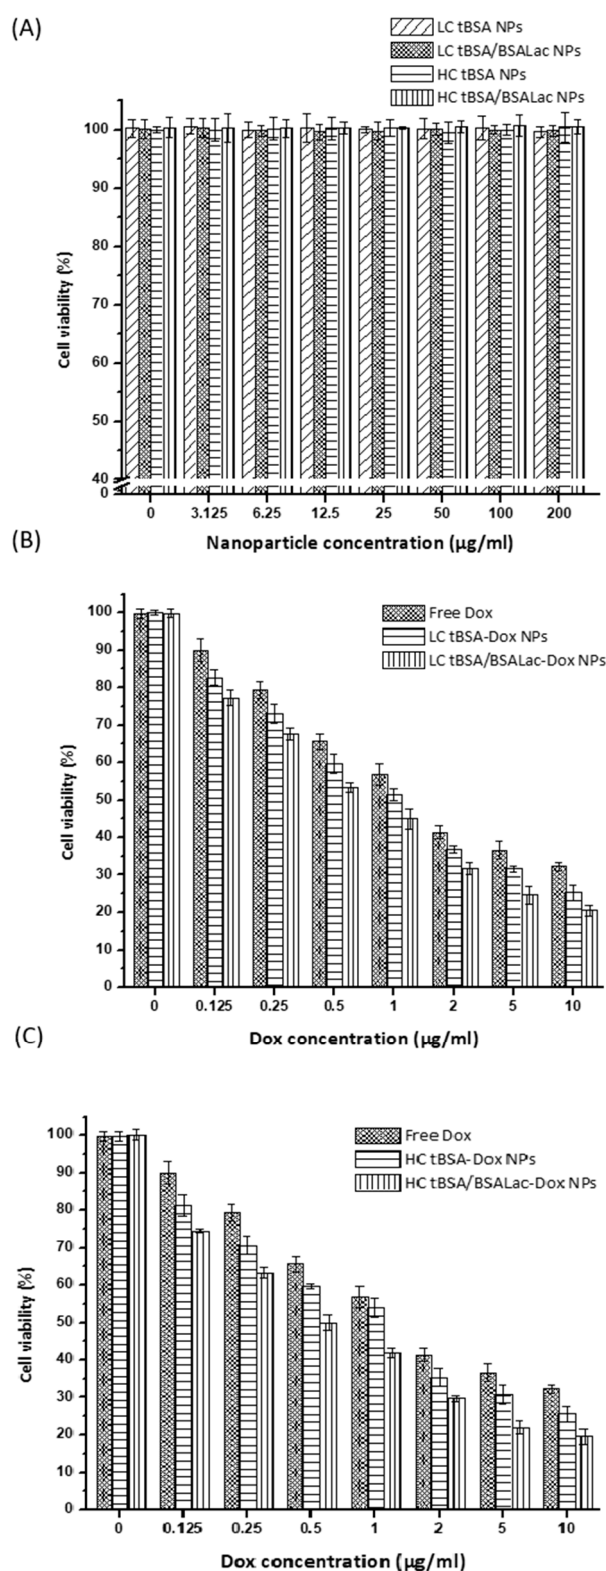 (A)
LC tBSA NPs
LC tBSA/BSALac NPs
HC tBSA NPs
HC tBSA/BSALac NPs
100
90
80
70
60
50
40
0
Cell viability (%)
0 3.125 6.25 12.5 25 50 100 200
Nanoparticle concentration (µg/ml)
(B)
Free Dox
LC tBSA-Dox NPs
LC tBSA/BSALac-Dox NPs
100
90
80
70
60
50
40
30
20
10
0
Cell viability (%)
0 0.125 0.25 0.5 1 2 5 10
Dox concentration (µg/ml)
(C)
Free Dox
HC tBSA-Dox NPs
HC tBSA/BSALac-Dox NPs
100
90
80
70
60
50
40
30
20
10
0
Cell viability (%)
0 0.125 0.25 0.5 1 2 5 10
Dox concentration (µg/ml)